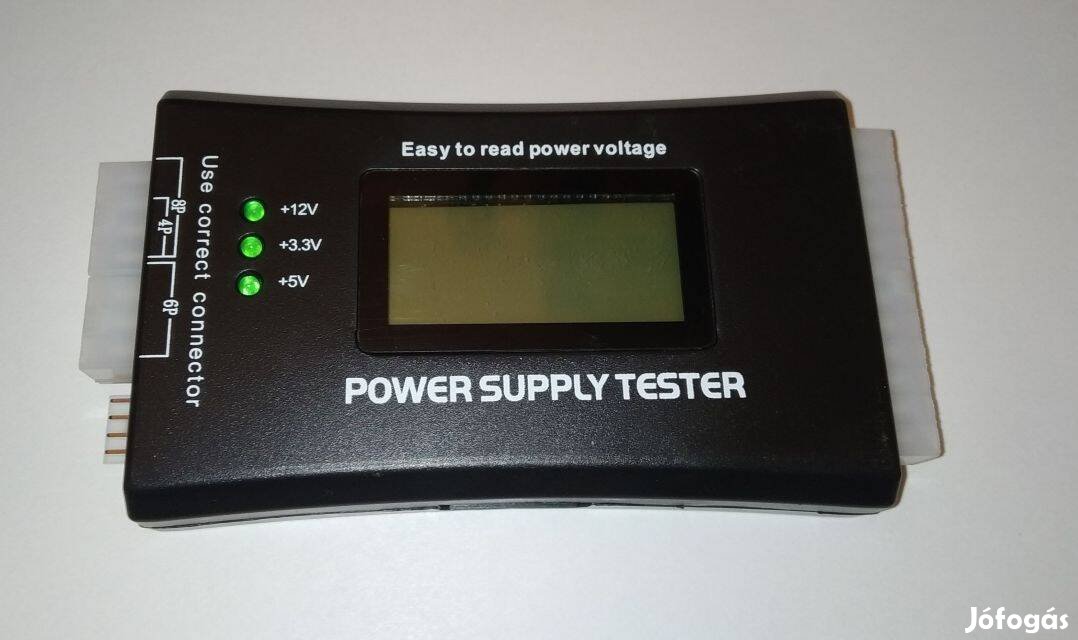 Easy to read power voltage
Use correct connector
8P
4P
6P
+12V
+3.3V
+5V
POWER SUPPLY TESTER
Jófogás